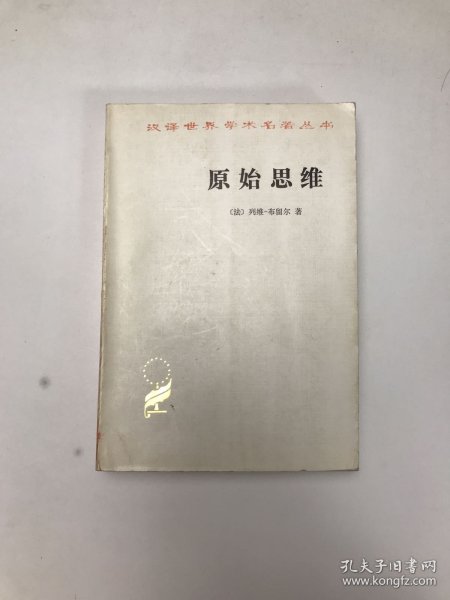 汉译世界学术名著丛书
原始思维
〔法〕列维-布留尔 著
孔夫子旧书网
www.kongfz.com